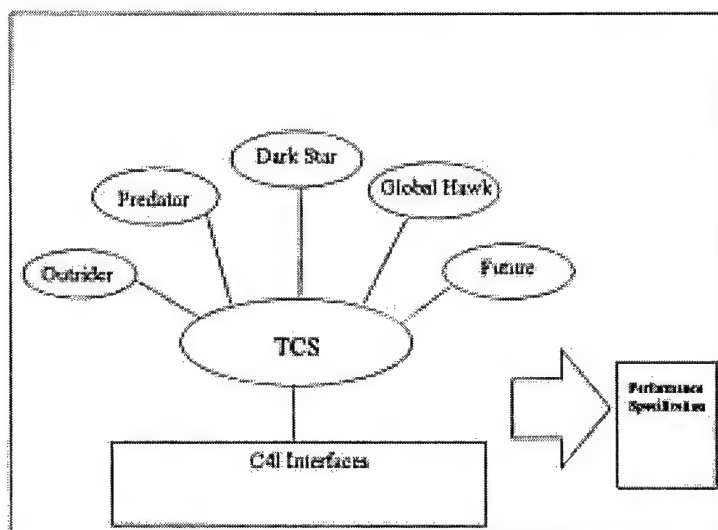 Dark Star
Predator
Global Hawk
Outrider
Future
TCS
Performance
Specification
C4I Interfaces